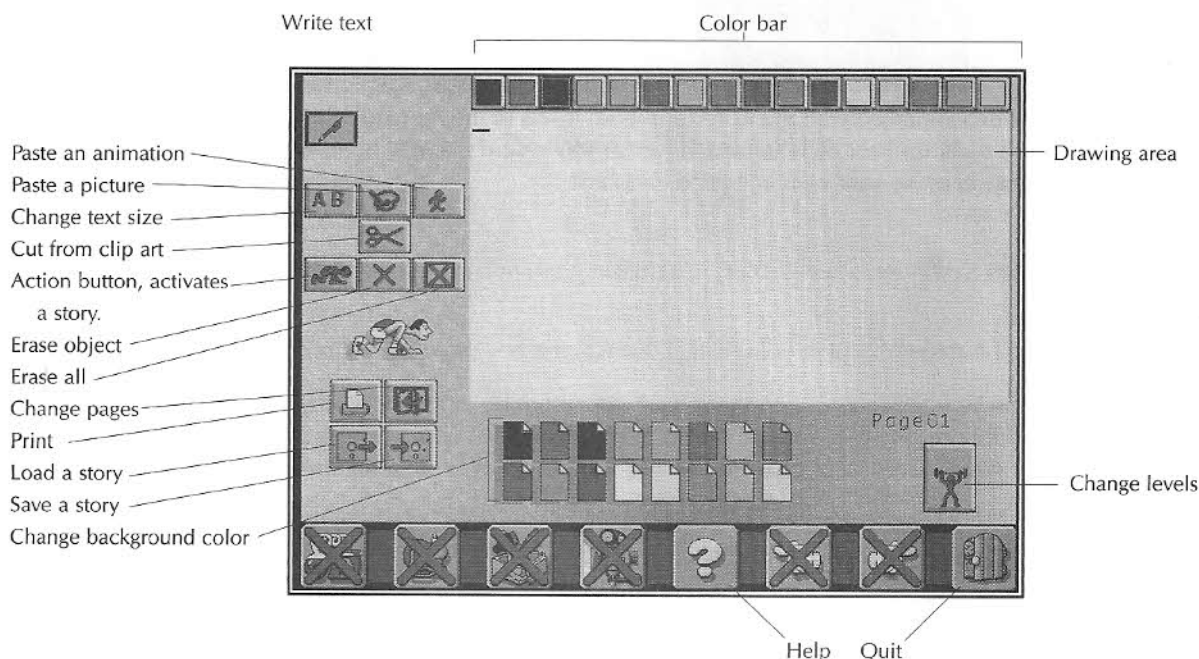 Write text
Color bar
Paste an animation
Paste a picture
Change text size
Cut from clip art
Action button, activates
a story.
Erase object
Erase all
Change pages
Print
Load a story
Save a story
Change background color
AB
Drawing area
Page01
Change levels
Help
Quit